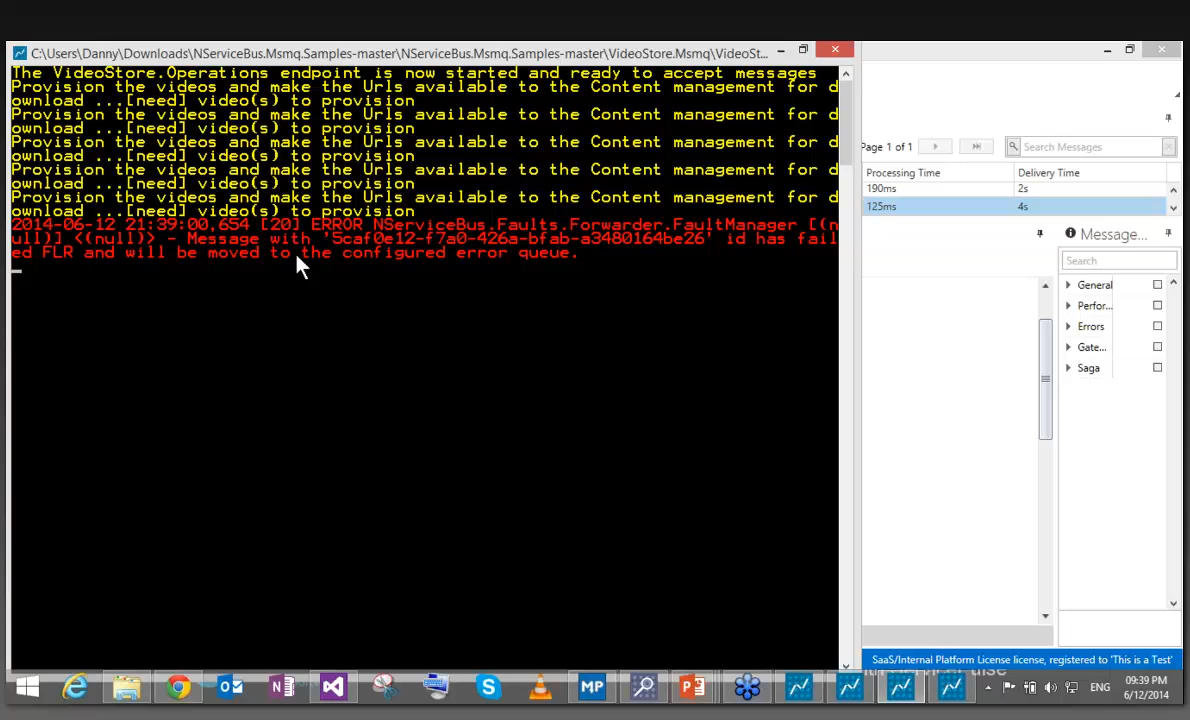 C:\Users\Danny\Downloads\NServiceBus.Msmq.Samples-master\NServiceBus.Msmq.Samples-master\VideoStore.Msmq\VideoSt...
The VideoStore.Operations endpoint is now started and ready to accept messages
Provision the videos and make the Urls available to the Content management for d
ownload ...[need] video(s) to provision
Provision the videos and make the Urls available to the Content management for d
ownload ...[need] video(s) to provision
Provision the videos and make the Urls available to the Content management for d
ownload ...[need] video(s) to provision
Provision the videos and make the Urls available to the Content management for d
ownload ...[need] video(s) to provision
Provision the videos and make the Urls available to the Content management for d
ownload ...[need] video(s) to provision
2014-06-12 21:39:00,654 [20] ERROR NServiceBus.Faults.Forwarder.FaultManager [(n
ull)] <(null)> - Message with '5caf0e12-f7a0-426a-bfab-a3480164be26' id has fail
ed FLR and will be moved to the configured error queue.
Page 1 of 1
Search Messages
Processing Time Delivery Time
190ms 2s
125ms 4s
Message...
Search
General
Perfor...
Errors
Gate...
Saga
SaaS/Internal Platform License license, registered to 'This is a Test'
MP
ENG
09:39 PM
6/12/2014